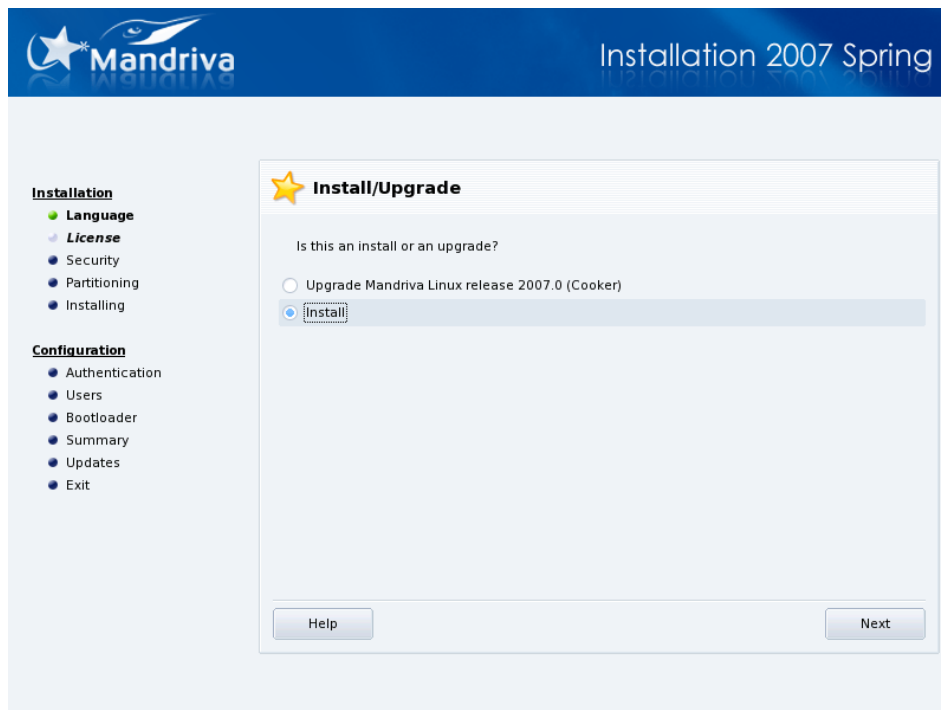 Mandriva
Installation 2007 Spring
Installation
Language
License
Security
Partitioning
Installing
Configuration
Authentication
Users
Bootloader
Summary
Updates
Exit
Install/Upgrade
Is this an install or an upgrade?
Upgrade Mandriva Linux release 2007.0 (Cooker)
Install
Help
Next